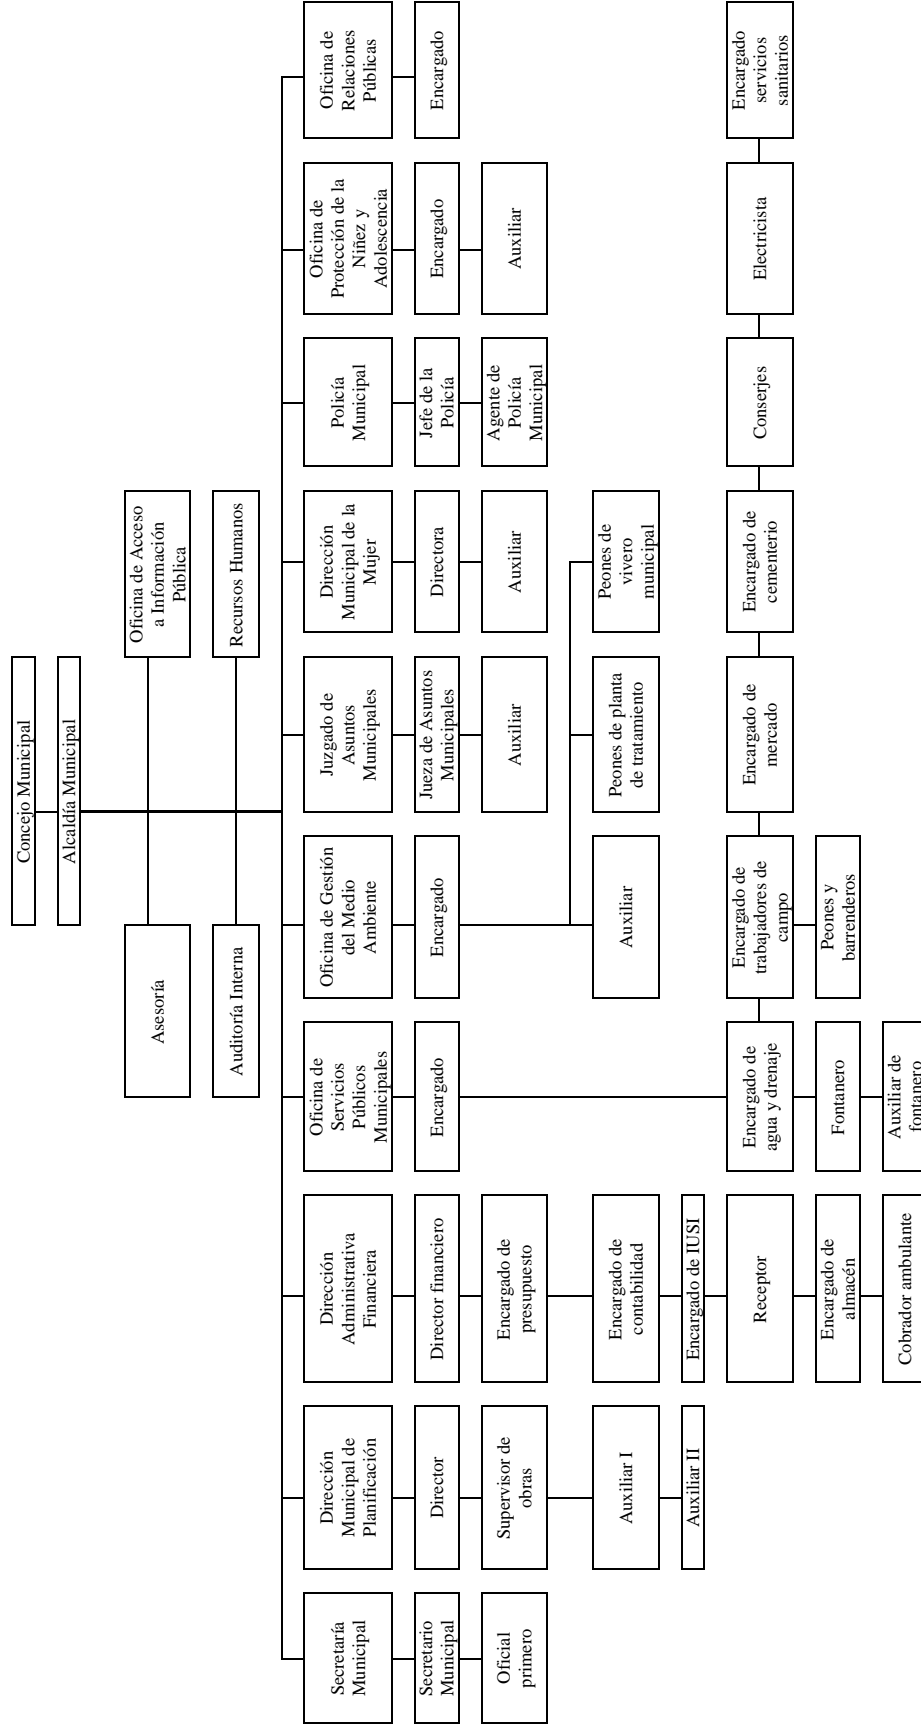 Concejo Municipal
Alcaldía Municipal
Asesoría
Oficina de Acceso
a Información
Pública
Auditoría Interna
Recursos Humanos
Secretaría
Municipal
Dirección
Municipal de
Planificación
Dirección
Administrativa
Financiera
Oficina de
Servicios
Públicos
Municipales
Oficina de Gestión
del Medio
Ambiente
Juzgado de
Asuntos
Municipales
Dirección
Municipal de la
Mujer
Policía
Municipal
Oficina de
Protección de la
Niñez y
Adolescencia
Oficina de
Relaciones
Públicas
Secretario
Municipal
Director
Director financiero
Encargado
Encargado
Jueza de Asuntos
Municipales
Directora
Jefe de la
Policía
Encargado
Encargado
Oficial
primero
Supervisor de
obras
Encargado de
presupuesto
Auxiliar
Auxiliar
Agente de
Policía
Municipal
Auxiliar
Auxiliar I
Encargado de
contabilidad
Auxiliar
Peones de planta
de tratamiento
Peones de
vivero
municipal
Auxiliar II
Encargado de IUSI
Receptor
Encargado de
agua y drenaje
Encargado de
trabajadores de
campo
Encargado de
mercado
Encargado de
cementerio
Conserjes
Electricista
Encargado
servicios
sanitarios
Encargado de
almacén
Fontanero
Peones y
barrenderos
Cobrador ambulante
Auxiliar de
fontanero